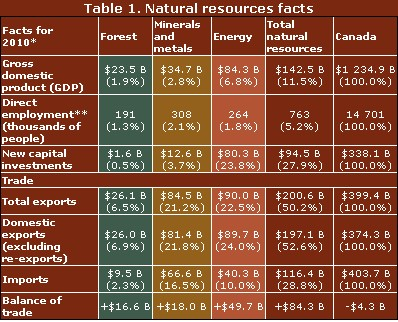 Table 1. Natural resources facts
Facts for 2010* Forest Minerals and metals Energy Total natural resources Canada
Gross domestic product (GDP) $23.5 B (1.9%) $34.7 B (2.8%) $84.3 B (6.8%) $142.5 B (11.5%) $1 234.9 B (100.0%)
Direct employment** (thousands of people) 191 (1.3%) 308 (2.1%) 264 (1.8%) 763 (5.2%) 14 701 (100.0%)
New capital investments $1.6 B (0.5%) $12.6 B (3.7%) $80.3 B (23.8%) $94.5 B (27.9%) $338.1 B (100.0%)
Trade
Total exports $26.1 B (6.5%) $84.5 B (21.2%) $90.0 B (22.5%) $200.6 B (50.2%) $399.4 B (100.0%)
Domestic exports (excluding re-exports) $26.0 B (6.9%) $81.4 B (21.8%) $89.7 B (24.0%) $197.1 B (52.6%) $374.3 B (100.0%)
Imports $9.5 B (2.3%) $66.6 B (16.5%) $40.3 B (10.0%) $116.4 B (28.8%) $403.7 B (100.0%)
Balance of trade +$16.6 B +$18.0 B +$49.7 B +$84.3 B -$4.3 B